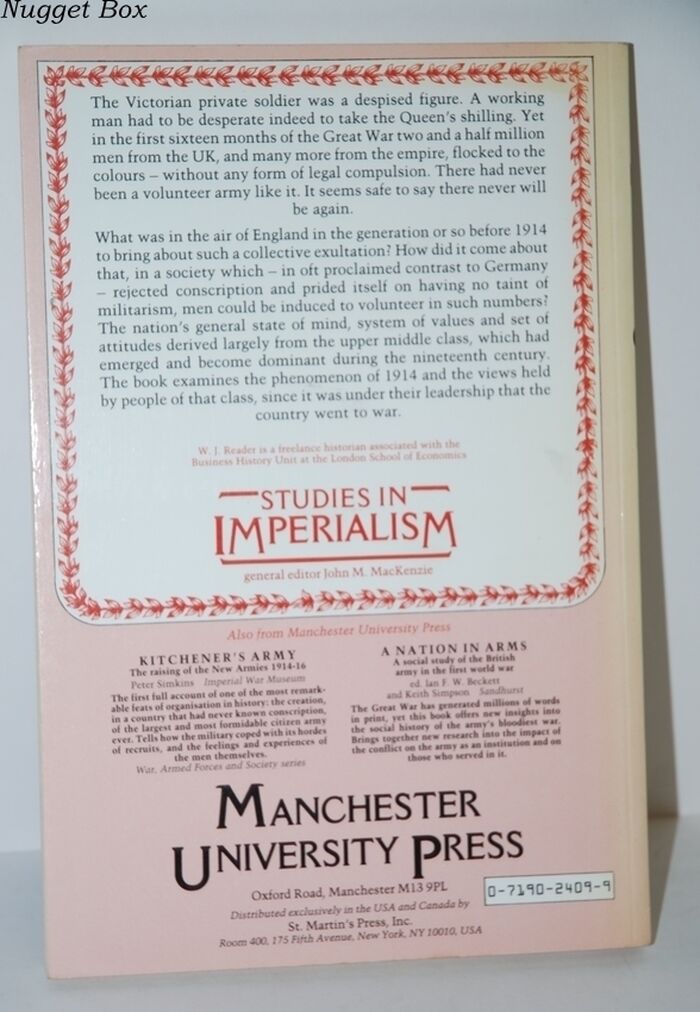 Nugget Box
The Victorian private soldier was a despised figure. A working
man had to be desperate indeed to take the Queen's shilling. Yet
in the first sixteen months of the Great War two and a half million
men from the UK, and many more from the empire, flocked to the
colours – without any form of legal compulsion. There had never
been a volunteer army like it. It seems safe to say there never will
be again.
What was in the air of England in the generation or so before 1914
to bring about such a collective exultation? How did it come about
that, in a society which – in oft proclaimed contrast to Germany
– rejected conscription and prided itself on having no taint of
militarism, men could be induced to volunteer in such numbers?
The nation's general state of mind, system of values and set of
attitudes derived largely from the upper middle class, which had
emerged and become dominant during the nineteenth century.
The book examines the phenomenon of 1914 and the views held
by people of that class, since it was under their leadership that the
country went to war.
W. J. Reader is a freelance historian associated with the
Business History Unit at the London School of Economics
STUDIES IN
IMPERIALISM
general editor John M. MacKenzie
Also from Manchester University Press
KITCHENER'S ARMY
The raising of the New Armies 1914-16
Peter Simkins Imperial War Museum
The first full account of one of the most remark-
able feats of organisation in history: the creation,
in a country that had never known conscription,
of the largest and most formidable citizen army
ever. Tells how the military coped with its hordes
of recruits, and the feelings and experiences of
the men themselves.
War, Armed Forces and Society series
A NATION IN ARMS
A social study of the British
army in the first world war
ed. Ian F. W. Beckett
and Keith Simpson Sandhurst
The Great War has generated millions of words
in print, yet this book offers new insights into
the social history of the army's bloodiest war.
Brings together new research into the impact of
the conflict on the army as an institution and on
those who served in it.
MANCHESTER
UNIVERSITY PRESS
Oxford Road, Manchester M13 9PL
0-7190-2409-9
Distributed exclusively in the USA and Canada by
St. Martin's Press, Inc.
Room 400, 175 Fifth Avenue, New York, NY 10010, USA